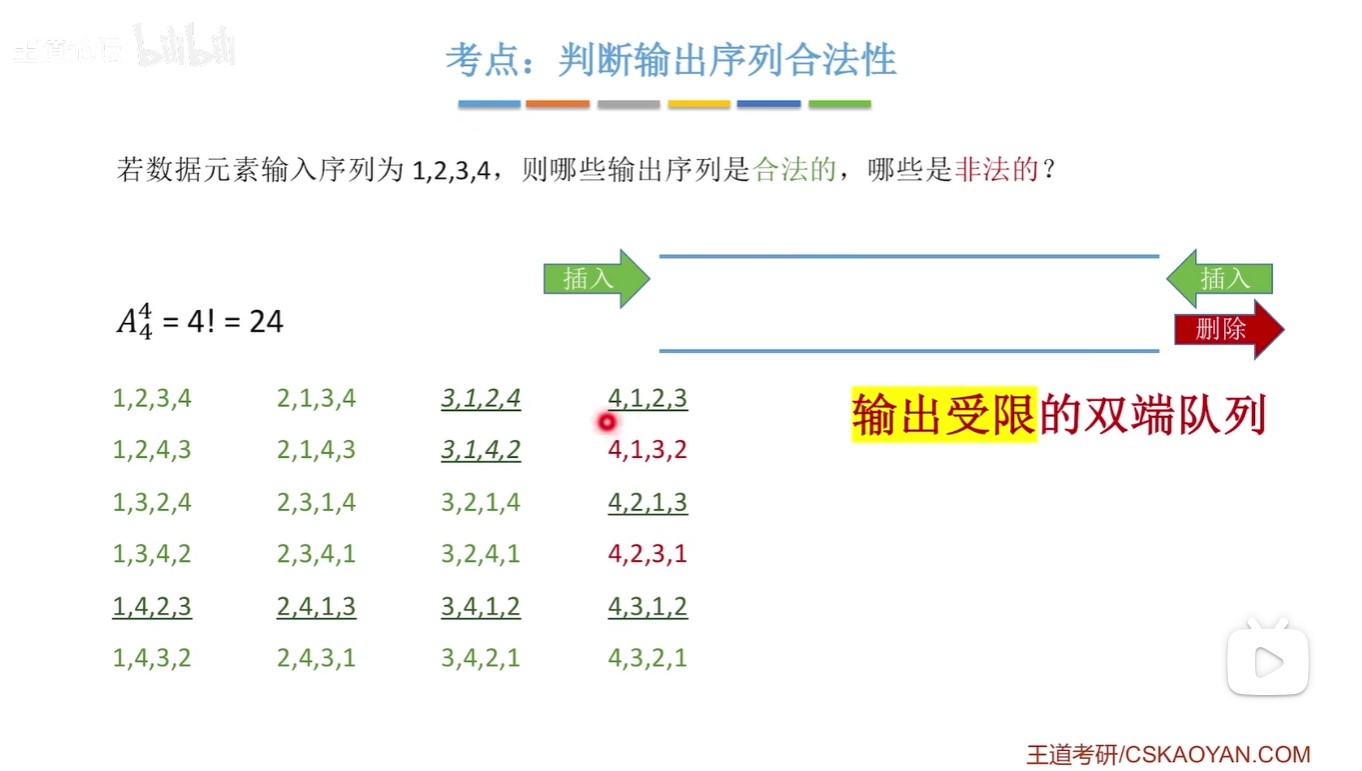 王道论坛 bilibili
考点：判断输出序列合法性
若数据元素输入序列为 1,2,3,4，则哪些输出序列是合法的，哪些是非法的？
插入 插入
删除
A₄⁴ = 4! = 24
输出受限的双端队列
1,2,3,4 2,1,3,4 3,1,2,4 4,1,2,3
1,2,4,3 2,1,4,3 3,1,4,2 4,1,3,2
1,3,2,4 2,3,1,4 3,2,1,4 4,2,1,3
1,3,4,2 2,3,4,1 3,2,4,1 4,2,3,1
1,4,2,3 2,4,1,3 3,4,1,2 4,3,1,2
1,4,3,2 2,4,3,1 3,4,2,1 4,3,2,1
王道考研/CSKAOYAN.COM